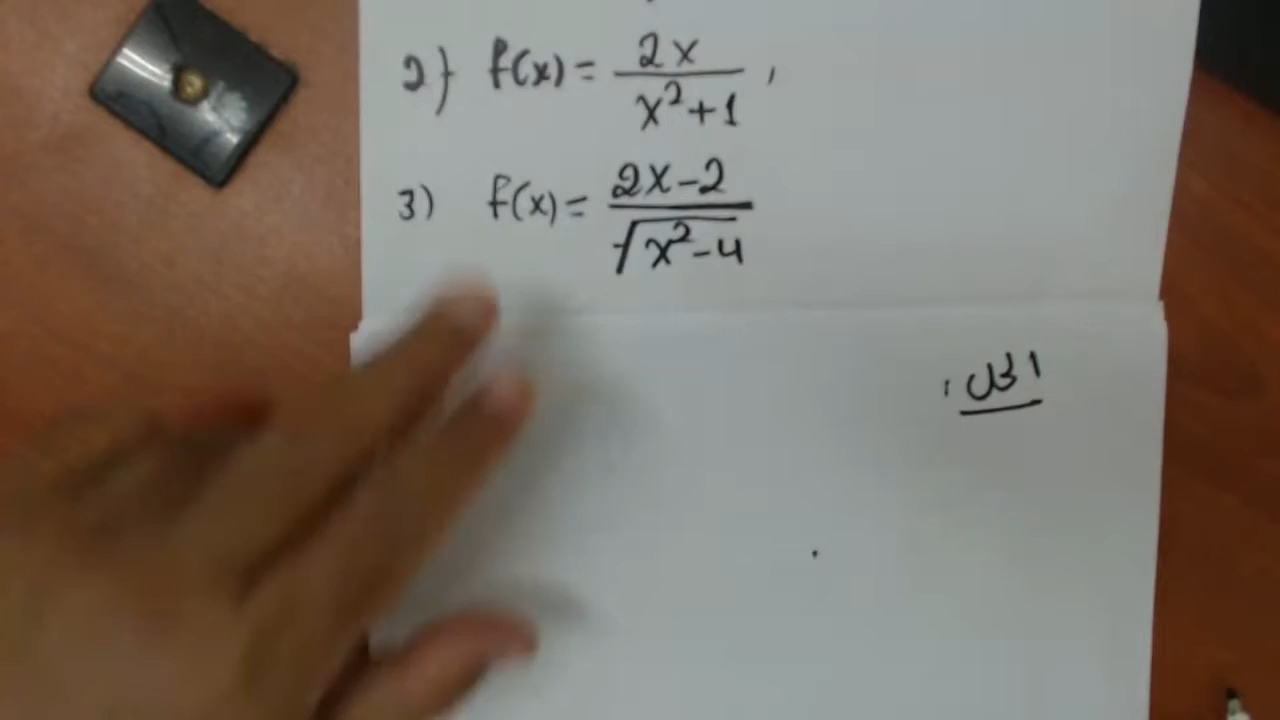 2) f(x) = 2x / x²+1 ,
3) f(x) = 2x-2 / √x²-4
الحل :